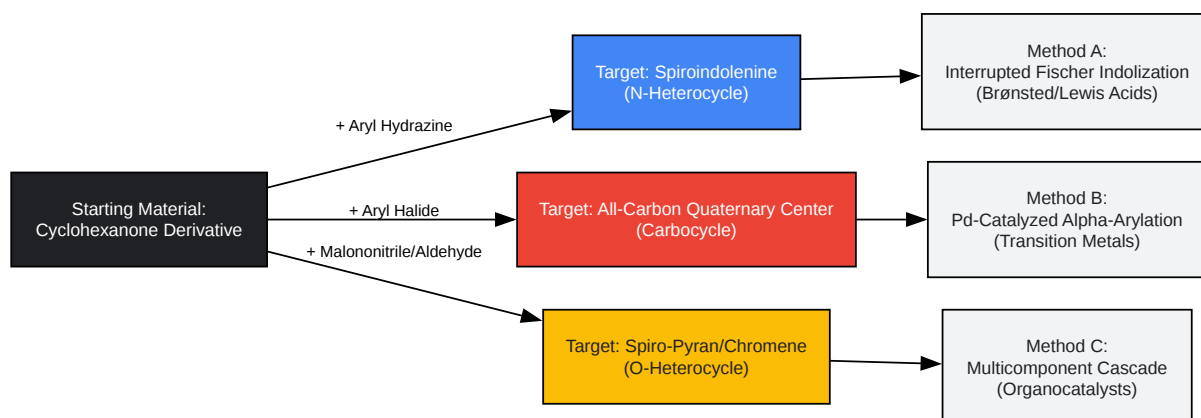 Starting Material:
Cyclohexanone Derivative
+ Aryl Hydrazine
+ Aryl Halide
+ Malononitrile/Aldehyde
Target: Spiroindolenine
(N-Heterocycle)
Target: All-Carbon Quaternary Center
(Carbocycle)
Target: Spiro-Pyran/Chromene
(O-Heterocycle)
Method A:
Interrupted Fischer Indolization
(Brønsted/Lewis Acids)
Method B:
Pd-Catalyzed Alpha-Arylation
(Transition Metals)
Method C:
Multicomponent Cascade
(Organocatalysts)